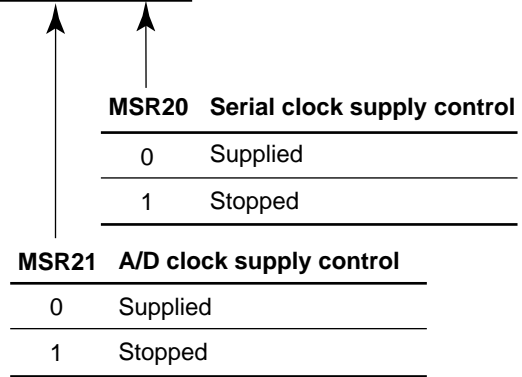 MSR20 Serial clock supply control
0 Supplied
1 Stopped
MSR21 A/D clock supply control
0 Supplied
1 Stopped